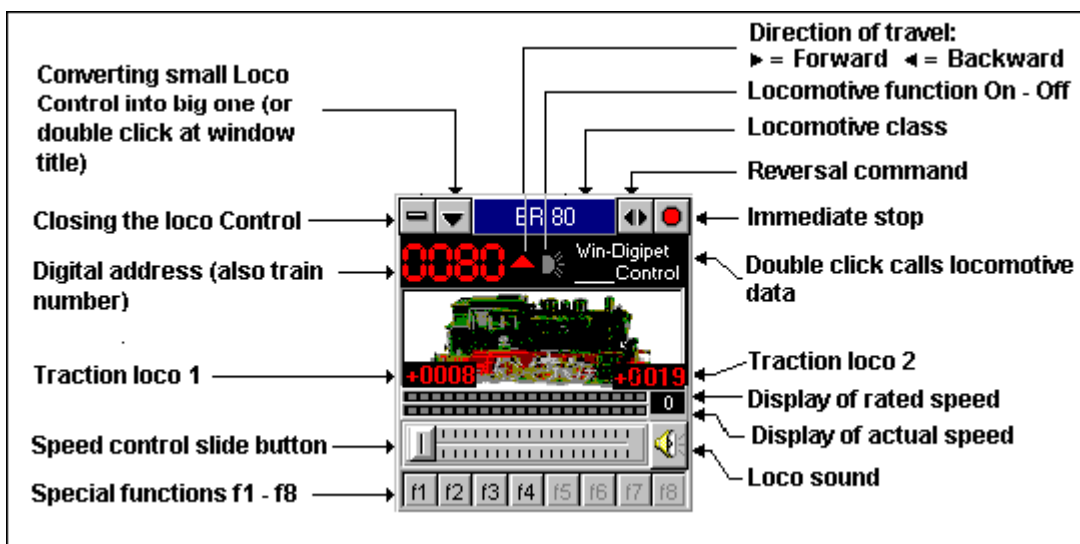 Direction of travel:
► = Forward ◄ = Backward
Converting small Loco
Control into big one (or
double click at window
title)
Locomotive function On - Off
Locomotive class
Reversal command
Closing the loco Control
BR 80
Immediate stop
Digital address (also train
number)
0080
Win-Digipet
____Control
Double click calls locomotive
data
Traction loco 1
+0008
+0019
Traction loco 2
0
Display of rated speed
Display of actual speed
Speed control slide button
Loco sound
Special functions f1 - f8
f1 f2 f3 f4 f5 f6 f7 f8